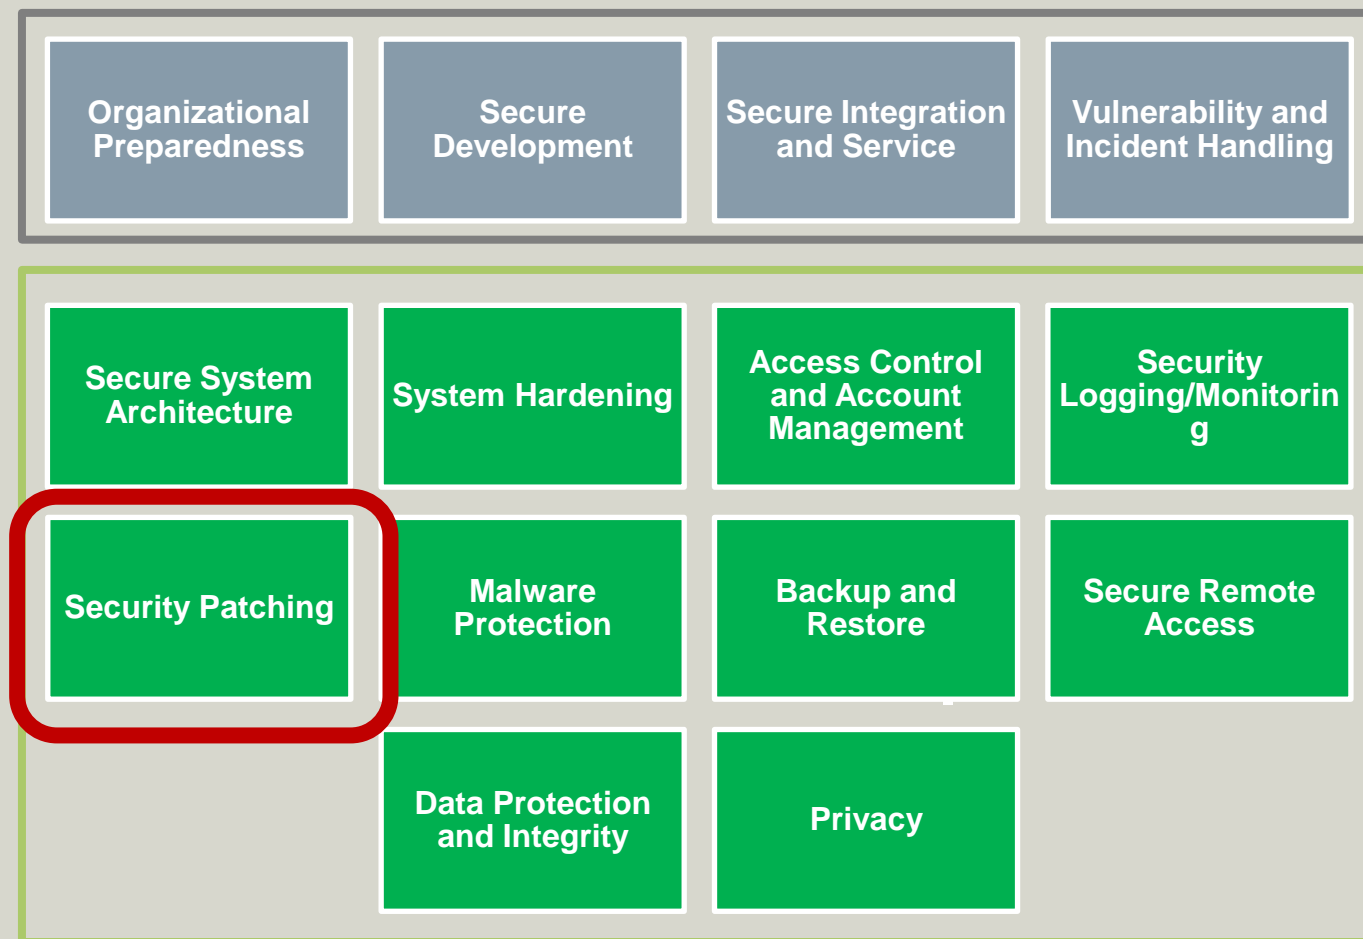 Organizational
Preparedness
Secure
Development
Secure Integration
and Service
Vulnerability and
Incident Handling
Secure System
Architecture
System Hardening
Access Control
and Account
Management
Security
Logging/Monitorin
g
Security Patching
Malware
Protection
Backup and
Restore
Secure Remote
Access
Data Protection
and Integrity
Privacy